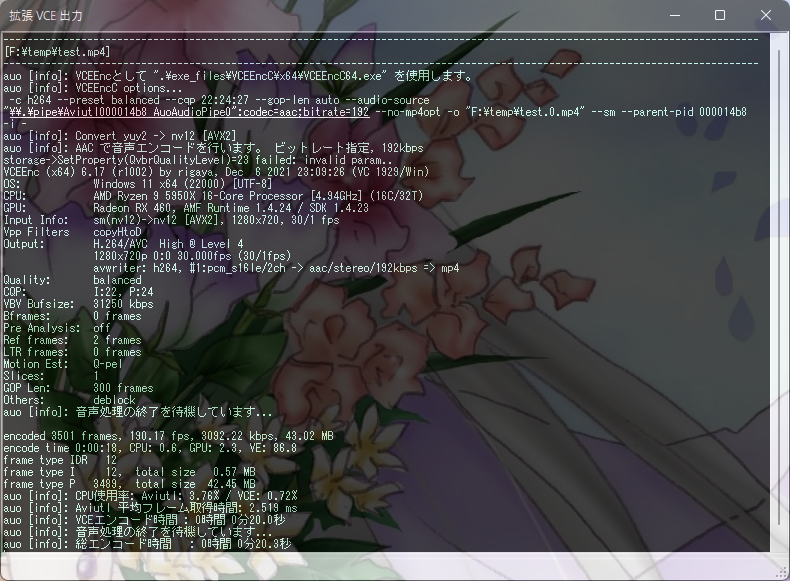 拡張 VCE 出力
--------------------------------------------------------------------------------
[F:\temp\test.mp4]
--------------------------------------------------------------------------------
auo [info]: VCEEncとして ".\exe_files\VCEEncC\x64\VCEEncC64.exe" を使用します。
auo [info]: VCEEncC options...
-c h264 --preset balanced --cqp 22:24:27 --gop-len auto --audio-source
"\\.\pipe\Aviutl000014b8_AuoAudioPipe0":codec=aac;bitrate=192 --no-mp4opt -o "F:\temp\test.0.mp4" --sm --parent-pid 000014b8
-i -
auo [info]: Convert yuy2 -> nv12 [AVX2]
auo [info]: AAC で音声エンコードを行います。 ビットレート指定, 192kbps
storage->SetProperty(QvbrQualityLevel)=23 failed: invalid param..
VCEEnc (x64) 6.17 (r1002) by rigaya, Dec  6 2021 23:09:26 (VC 1929/Win)
OS:            Windows 11 x64 (22000) [UTF-8]
CPU:           AMD Ryzen 9 5950X 16-Core Processor [4.94GHz] (16C/32T)
GPU:           Radeon RX 460, AMF Runtime 1.4.24 / SDK 1.4.23
Input Info:    sm(nv12)->nv12 [AVX2], 1280x720, 30/1 fps
Vpp Filters    copyHtoD
Output:        H.264/AVC  High @ Level 4
1280x720p 0:0 30.000fps (30/1fps)
avwriter: h264, #1:pcm_s16le/2ch -> aac/stereo/192kbps => mp4
Quality:       balanced
CQP:           I:22, P:24
VBV Bufsize:   31250 kbps
Bframes:       0 frames
Pre Analysis:  off
Ref frames:    2 frames
LTR frames:    0 frames
Motion Est:    Q-pel
Slices:        1
GOP Len:       300 frames
Others:        deblock
auo [info]: 音声処理の終了を待機しています...
encoded 3501 frames, 190.17 fps, 3092.22 kbps, 43.02 MB
encode time 0:00:18, CPU: 0.6, GPU: 2.3, VE: 86.8
frame type IDR   12
frame type I     12,  total size   0.57 MB
frame type P   3489,  total size  42.45 MB
auo [info]: CPU使用率: Aviutl: 3.76% / VCE: 0.72%
auo [info]: Aviutl 平均フレーム取得時間: 2.519 ms
auo [info]: VCEエンコード時間 : 0時間 0分20.0秒
auo [info]: 音声処理の終了を待機しています...
auo [info]: 総エンコード時間  : 0時間 0分20.3秒